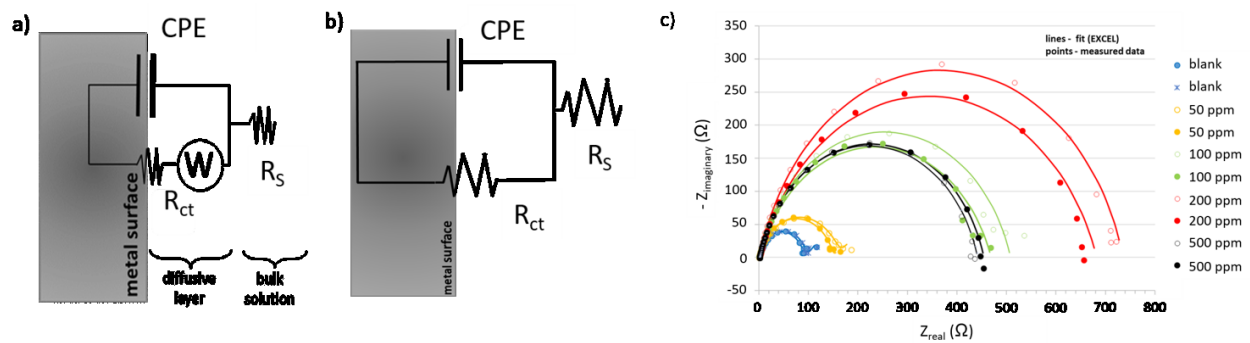 a)
CPE
W
R_S
R_ct
metal surface
diffusive
layer
bulk
solution
b)
CPE
R_S
R_ct
metal surface
c)
lines - fit (EXCEL)
points - measured data
- Z_imaginary (Ω)
350
300
250
200
150
100
50
0
-50
0 100 200 300 400 500 600 700 800
Z_real (Ω)
blank
blank
50 ppm
50 ppm
100 ppm
100 ppm
200 ppm
200 ppm
500 ppm
500 ppm